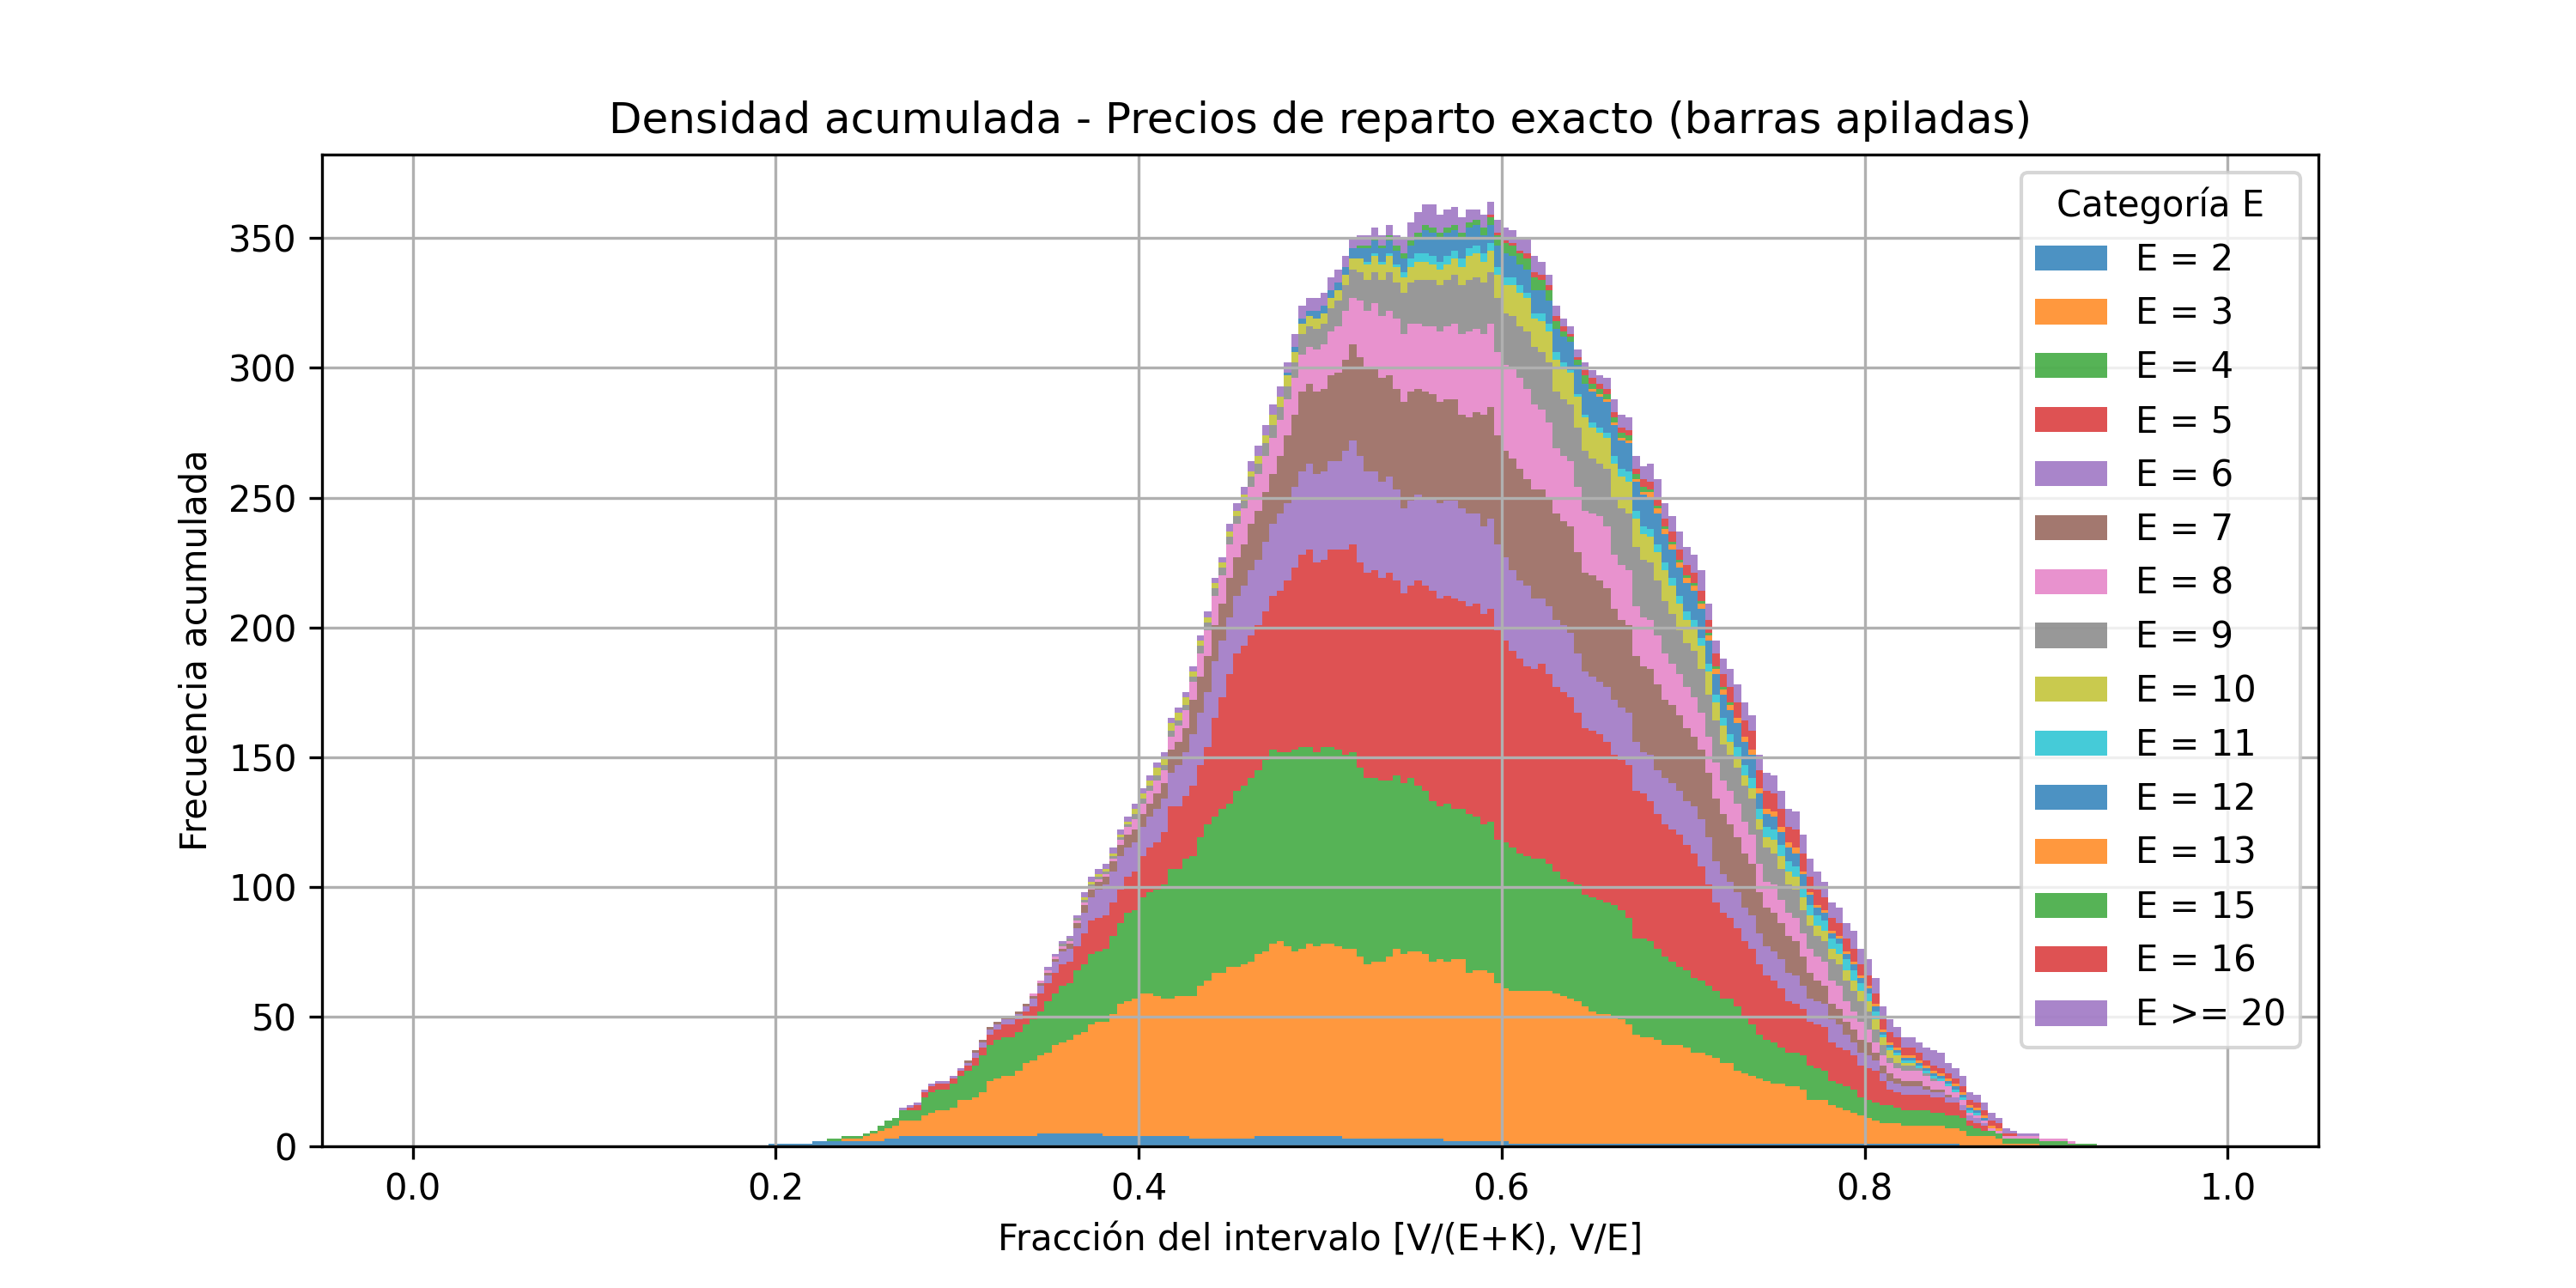 Densidad acumulada - Precios de reparto exacto (barras apiladas)
Frecuencia acumulada
350
300
250
200
150
100
50
0
0.0
0.2
0.4
0.6
0.8
1.0
Fracción del intervalo [V/(E+K), V/E]
Categoría E
E = 2
E = 3
E = 4
E = 5
E = 6
E = 7
E = 8
E = 9
E = 10
E = 11
E = 12
E = 13
E = 15
E = 16
E >= 20